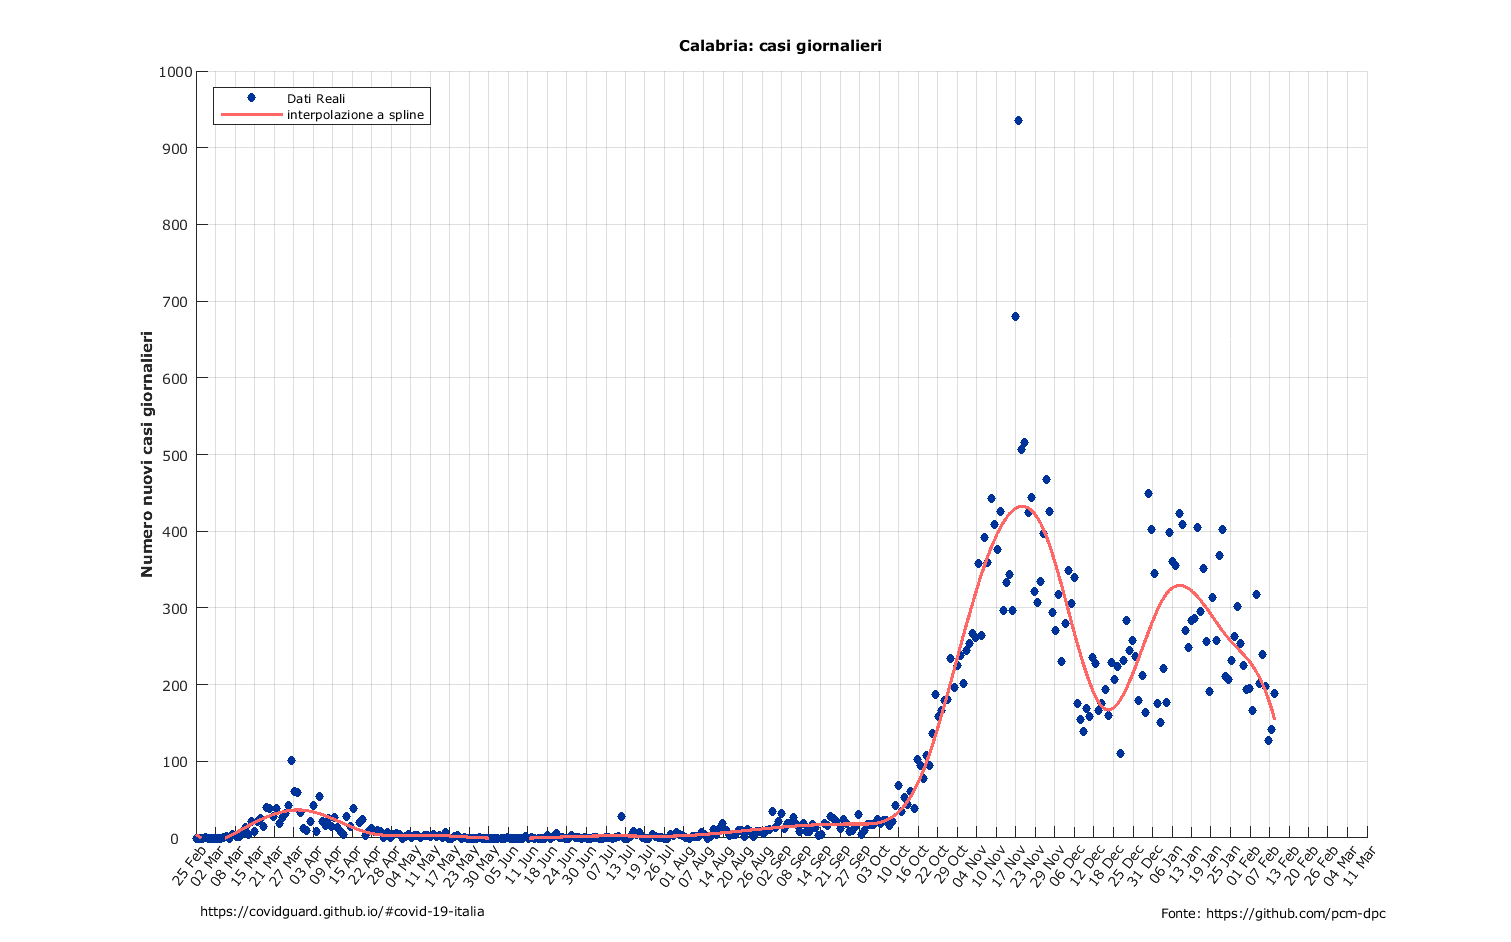 Calabria: casi giornalieri
Dati Reali
interpolazione a spline
Numero nuovi casi giornalieri
1000
900
800
700
600
500
400
300
200
100
0
25 Feb
02 Mar
08 Mar
15 Mar
21 Mar
27 Mar
03 Apr
09 Apr
15 Apr
22 Apr
28 Apr
04 May
11 May
17 May
23 May
30 May
05 Jun
11 Jun
18 Jun
24 Jun
30 Jun
07 Jul
13 Jul
19 Jul
26 Jul
01 Aug
07 Aug
14 Aug
20 Aug
26 Aug
02 Sep
08 Sep
14 Sep
21 Sep
27 Sep
03 Oct
10 Oct
16 Oct
22 Oct
29 Oct
04 Nov
10 Nov
17 Nov
23 Nov
29 Nov
06 Dec
12 Dec
18 Dec
25 Dec
31 Dec
06 Jan
13 Jan
19 Jan
25 Jan
01 Feb
07 Feb
13 Feb
20 Feb
26 Feb
04 Mar
11 Mar
https://covidguard.github.io/#covid-19-italia
Fonte: https://github.com/pcm-dpc